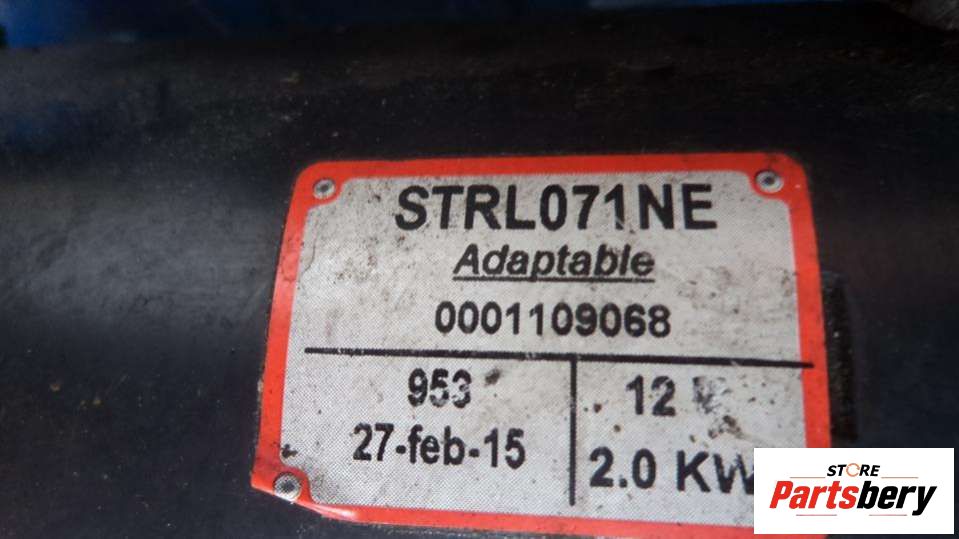 STRL071NE
Adaptable
0001109068
953
27-feb-15
12
2.0 KW
STORE
Partsbery